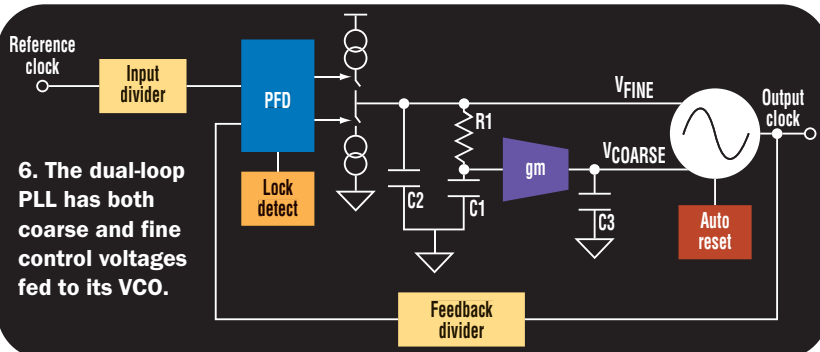 Reference
clock
Input
divider
PFD
Lock
detect
R1
C2
C1
gm
C3
VFINE
VCOARSE
Output
clock
Auto
reset
Feedback
divider
6. The dual-loop
PLL has both
coarse and fine
control voltages
fed to its VCO.